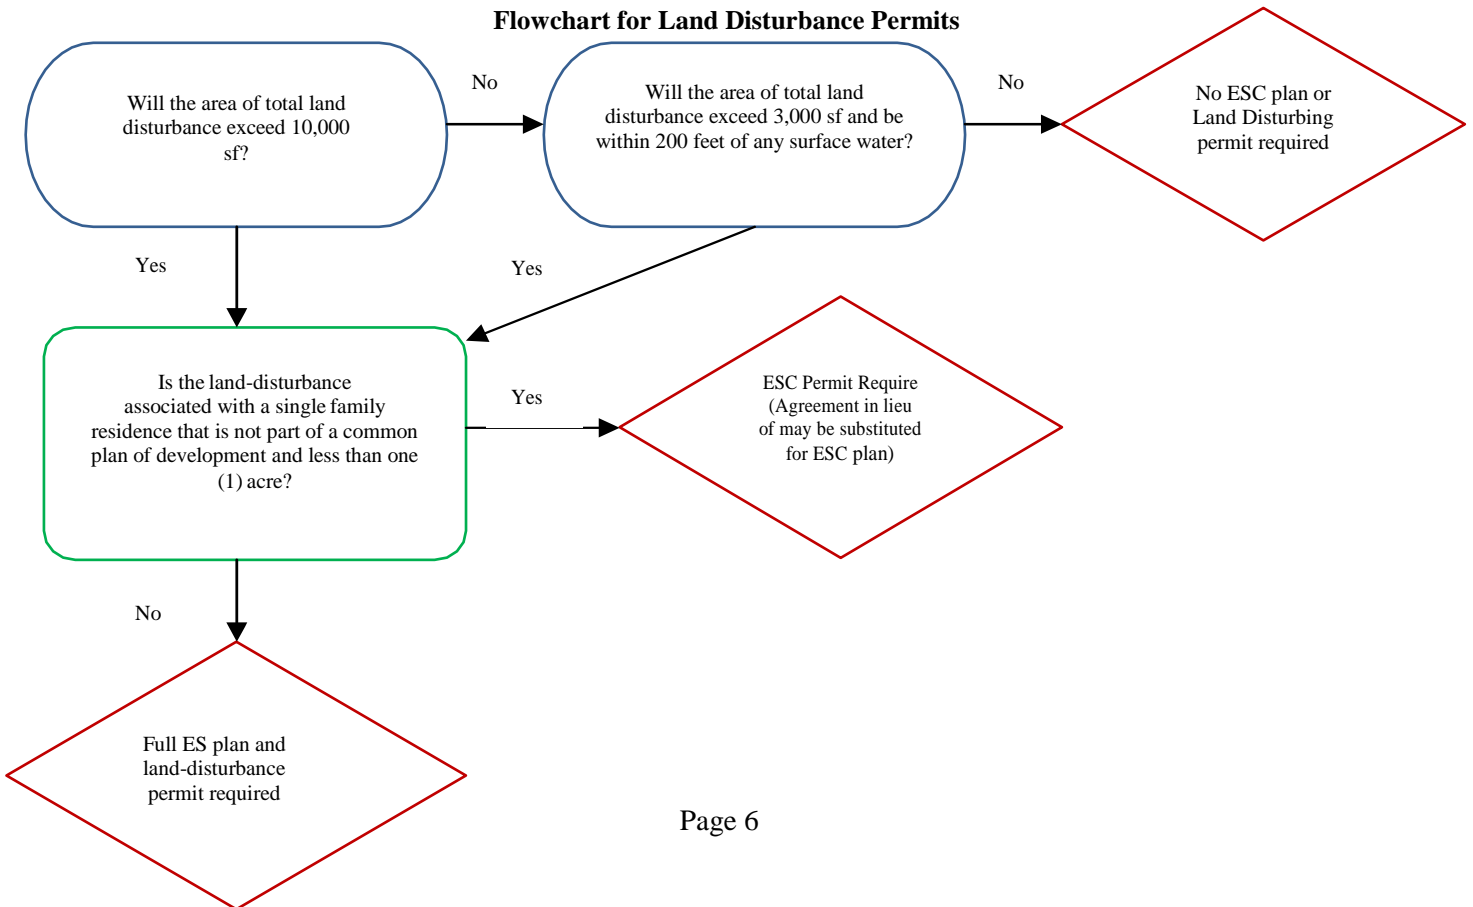 Flowchart for Land Disturbance Permits
Will the area of total land
disturbance exceed 10,000
sf?
No
Will the area of total land
disturbance exceed 3,000 sf and be
within 200 feet of any surface water?
No
No ESC plan or
Land Disturbing
permit required
Yes
Yes
Is the land-disturbance
associated with a single family
residence that is not part of a common
plan of development and less than one
(1) acre?
Yes
ESC Permit Require
(Agreement in lieu
of may be substituted
for ESC plan)
No
Full ES plan and
land-disturbance
permit required
Page 6